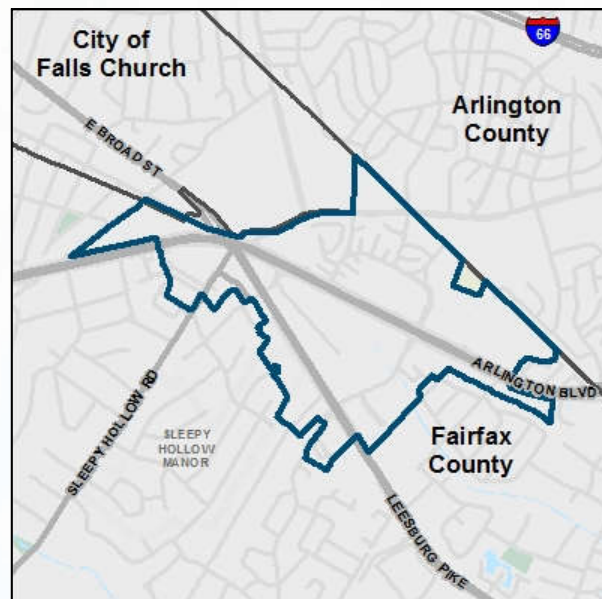 City of
Falls Church
66
Arlington
County
E BROAD ST
ARLINGTON BLVD
SLEEPY HOLLOW RD
SLEEPY
HOLLOW
MANOR
Fairfax
County
LEESBURG PIKE